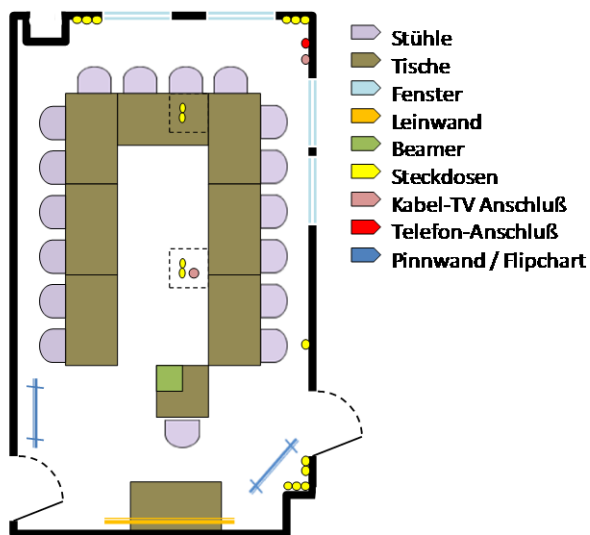 Stühle
Tische
Fenster
Leinwand
Beamer
Steckdosen
Kabel-TV Anschluß
Telefon-Anschluß
Pinnwand / Flipchart